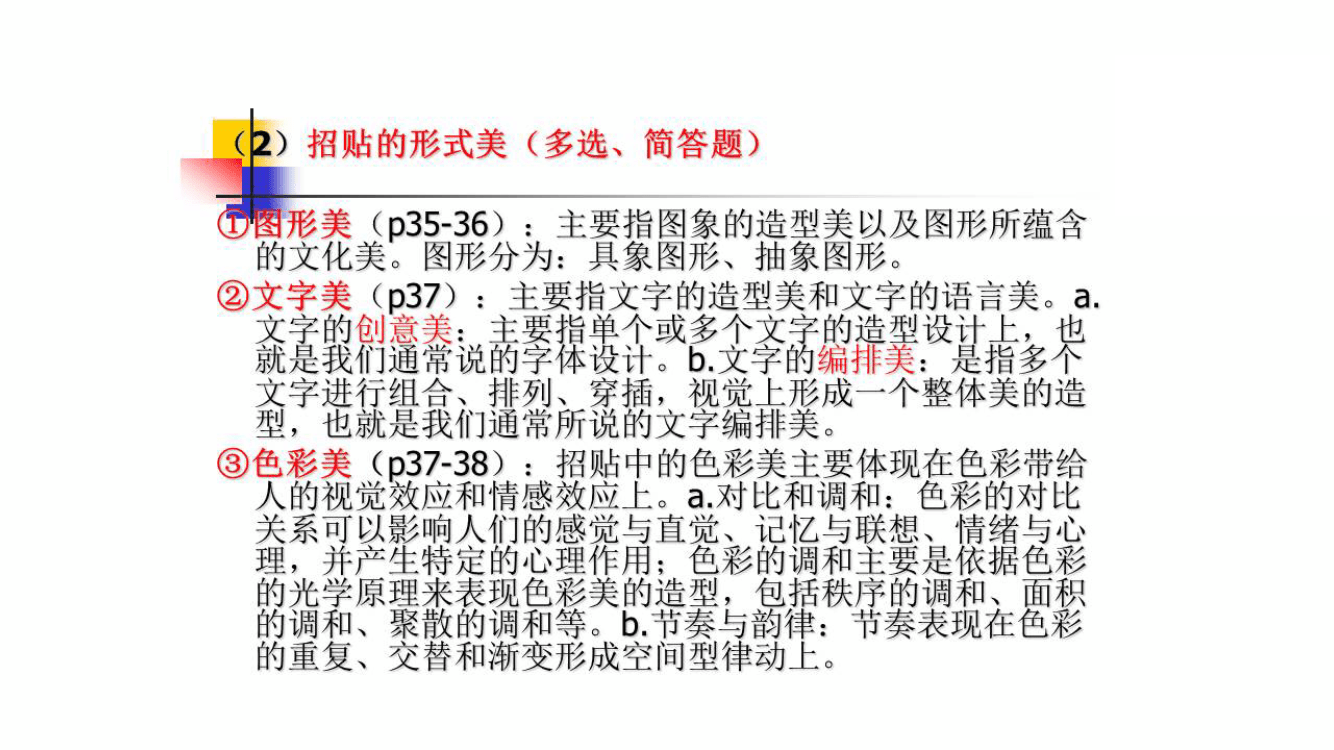 （2）招贴的形式美（多选、简答题）
①图形美（p35-36）：主要指图象的造型美以及图形所蕴含
的文化美。图形分为：具象图形、抽象图形。
②文字美（p37）：主要指文字的造型美和文字的语言美。a.
文字的创意美：主要指单个或多个文字的造型设计上，也
就是我们通常说的字体设计。b.文字的编排美：是指多个
文字进行组合、排列、穿插，视觉上形成一个整体美的造
型，也就是我们通常所说的文字编排美。
③色彩美（p37-38）：招贴中的色彩美主要体现在色彩带给
人的视觉效应和情感效应上。a.对比和调和：色彩的对比
关系可以影响人们的感觉与直觉、记忆与联想、情绪与心
理，并产生特定的心理作用；色彩的调和主要是依据色彩
的光学原理来表现色彩美的造型，包括秩序的调和、面积
的调和、聚散的调和等。b.节奏与韵律：节奏表现在色彩
的重复、交替和渐变形成空间型律动上。